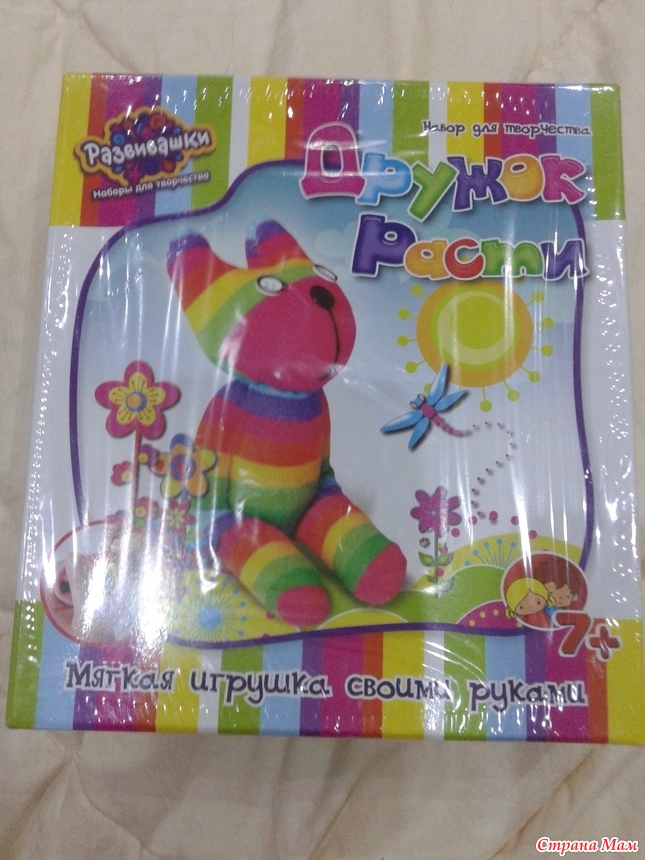 Развивашки
Наборы для творчества
Набор для творчества
Дружок
Расти
7+
Мягкая игрушка своими руками
Страна Мам